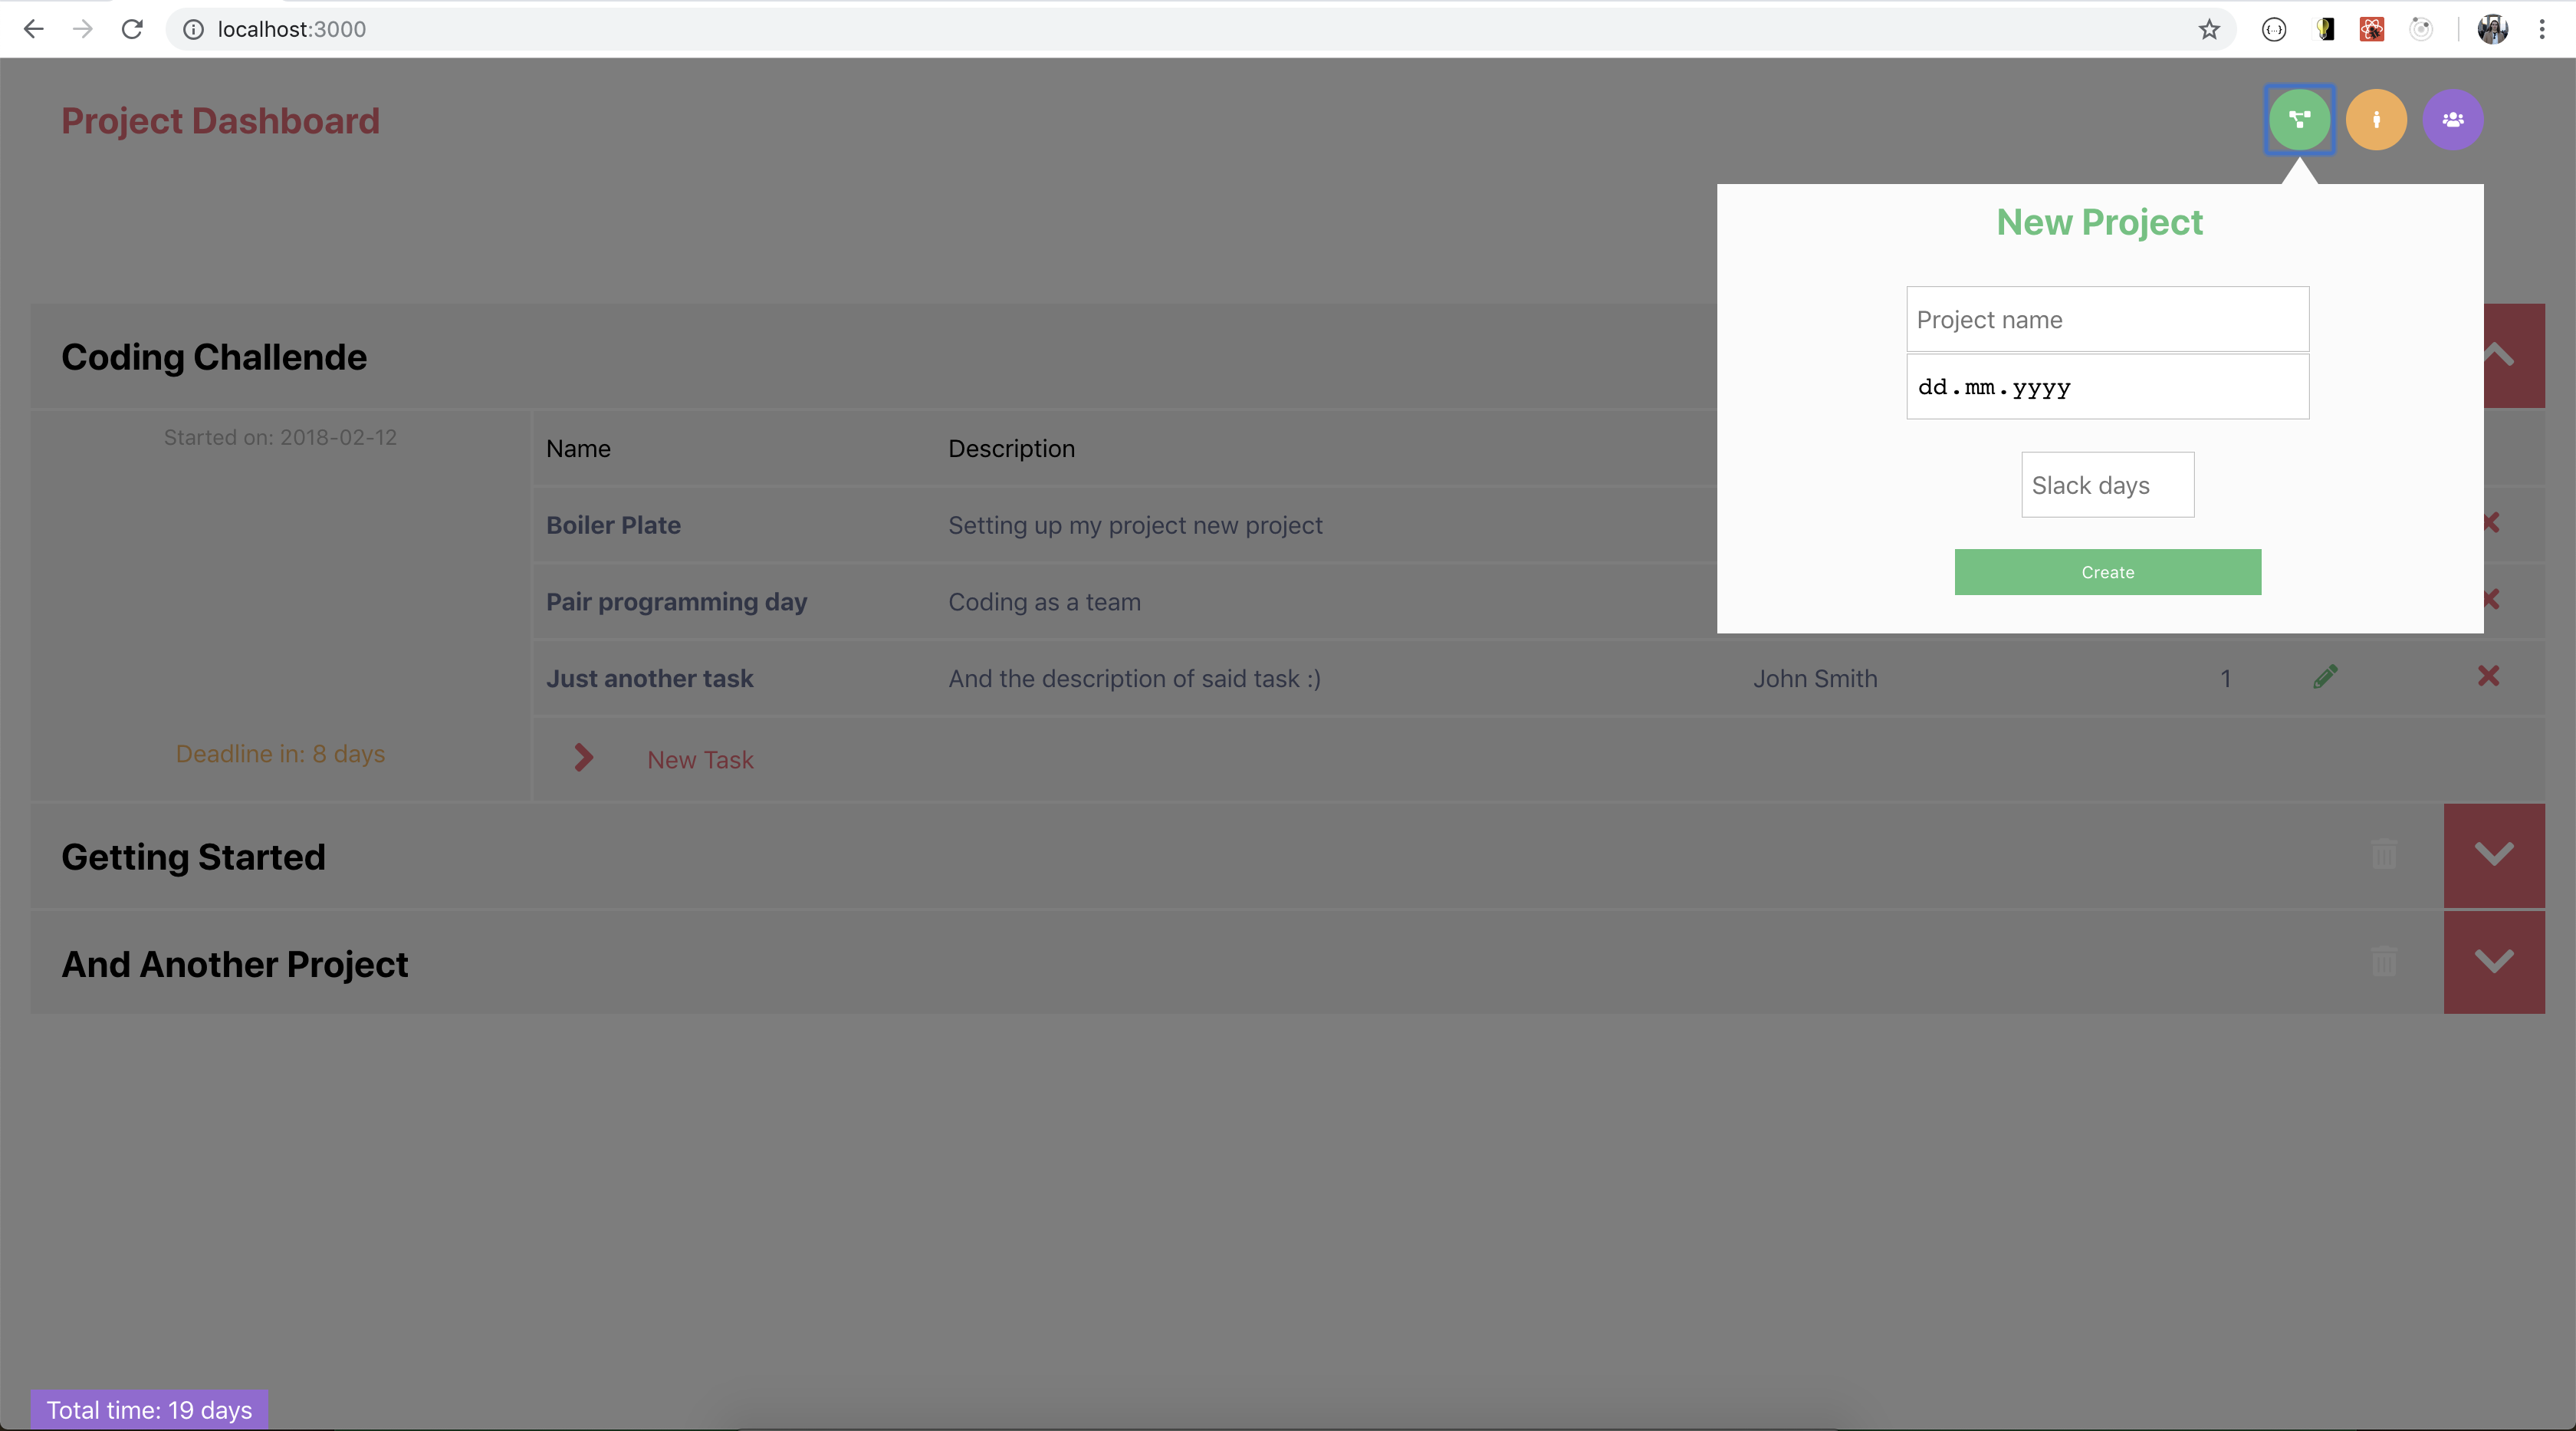 localhost:3000
Project Dashboard
New Project
Project name
dd.mm.yyyy
Slack days
Create
Coding Challende
Started on: 2018-02-12
Deadline in: 8 days
Name Description
Boiler Plate Setting up my project new project
Pair programming day Coding as a team
Just another task And the description of said task :) John Smith 1
New Task
Getting Started
And Another Project
Total time: 19 days